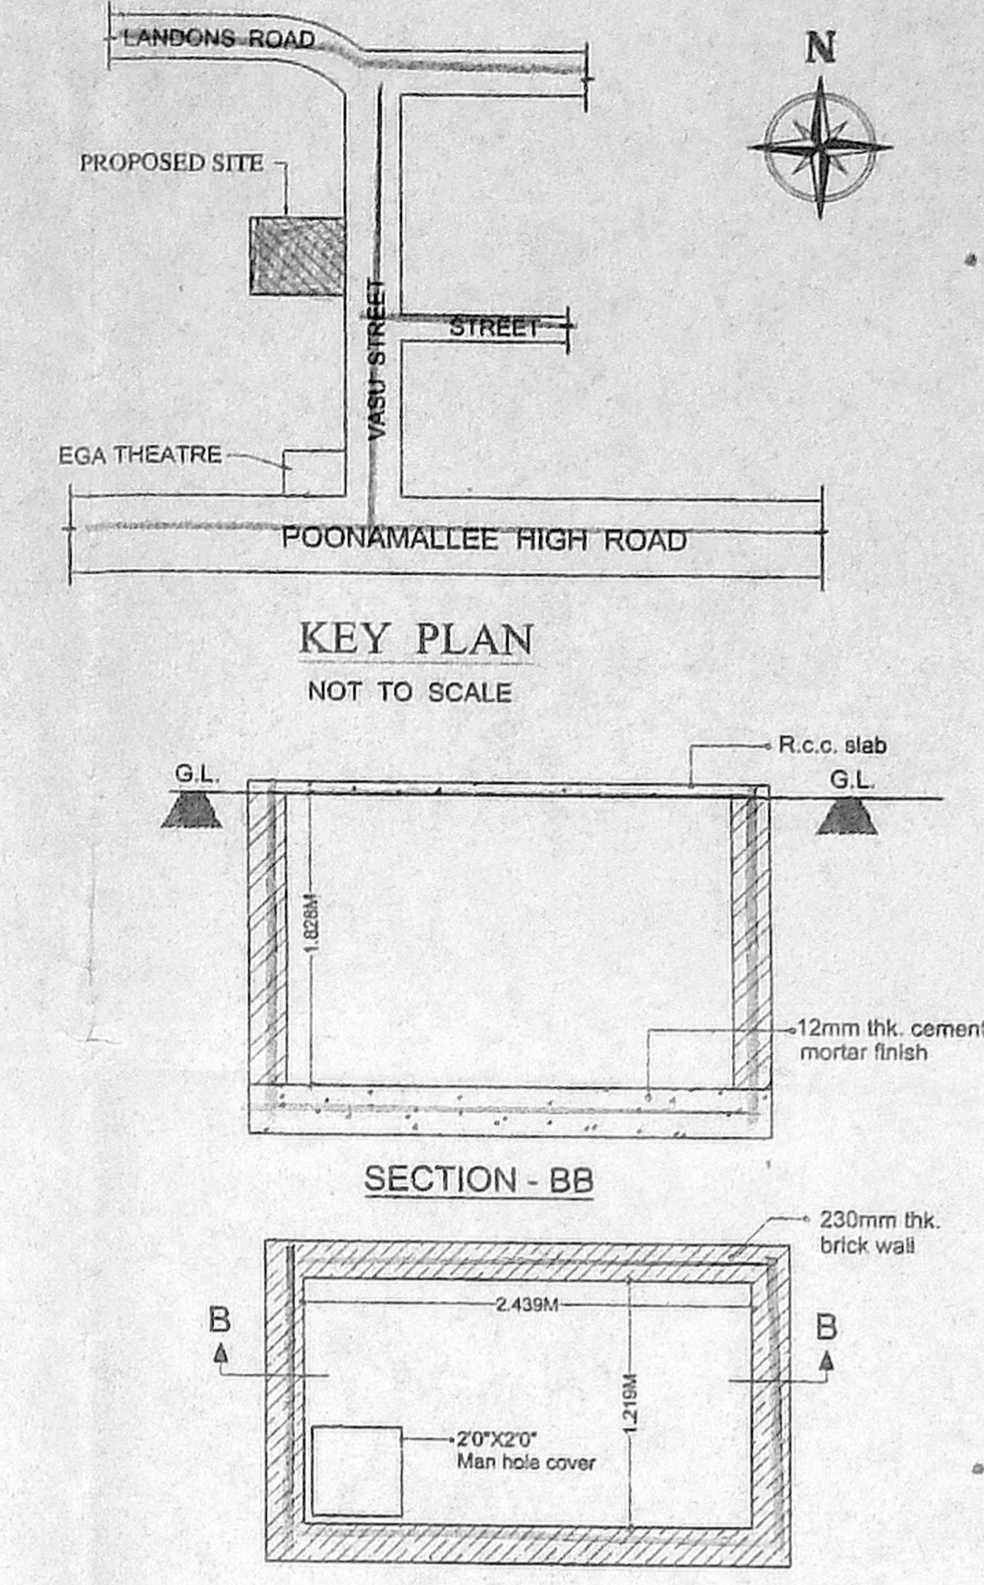 LANDONS ROAD
N
PROPOSED SITE
VASU STREET
STREET
EGA THEATRE
POONAMALLEE HIGH ROAD
KEY PLAN
NOT TO SCALE
R.c.c. slab
G.L.
G.L.
1.828M
12mm thk. cement
mortar finish
SECTION - BB
230mm thk.
brick wall
2.439M
B
B
1.219M
2'0"X2'0"
Man hole cover